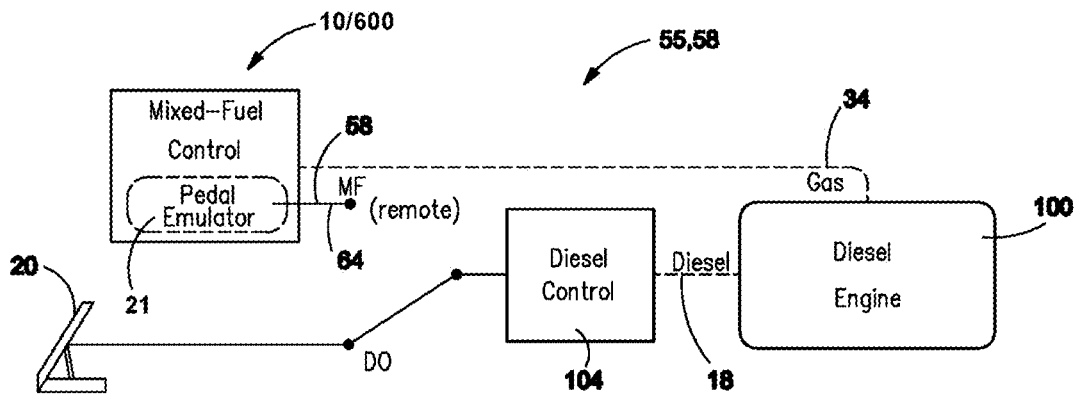 10/600
55,58
Mixed-Fuel
Control
58
34
MF
(remote)
Gas
Pedal
Emulator
64
100
20
21
Diesel
Control
Diesel
Diesel
Engine
DO
104
18